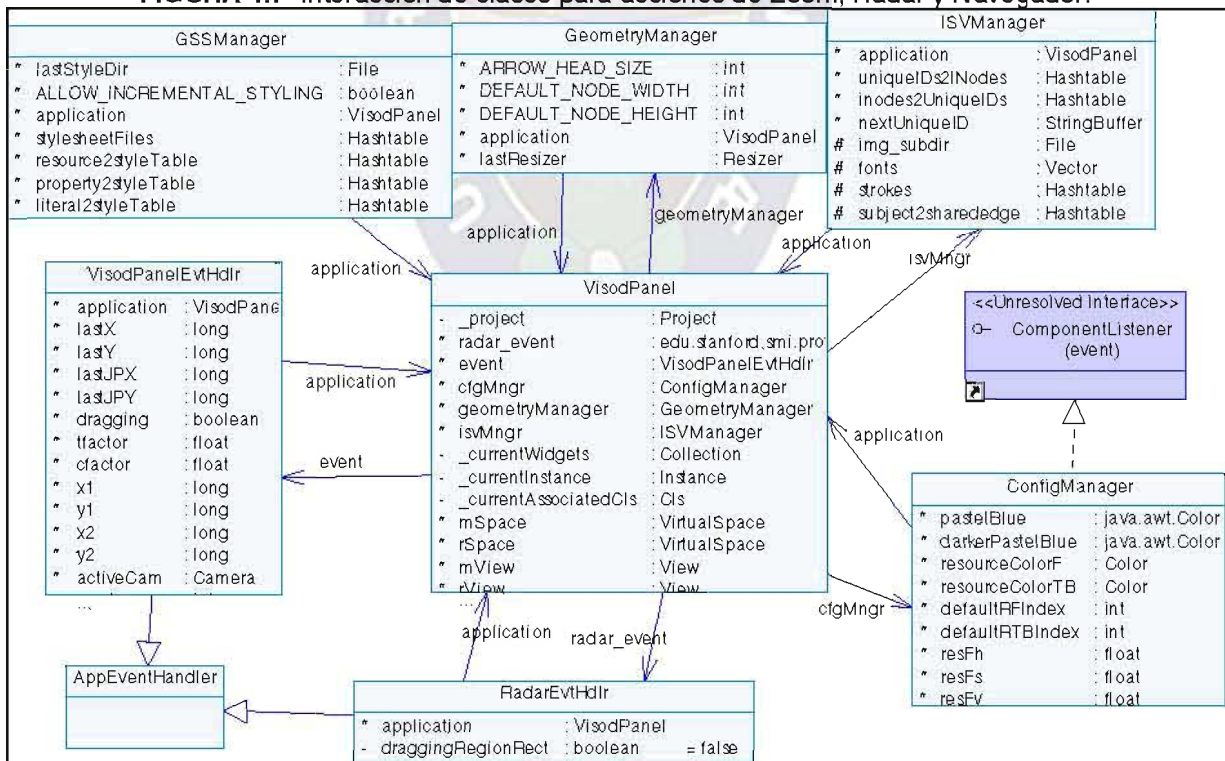 Interacción de clases para acciones de Zoom, Radar y Navegador.
GSSManager
* lastStyleDir : File
* ALLOW_INCREMENTAL_STYLING : boolean
* application : VisodPanel
* stylesheetFiles : Hashtable
* resource2styleTable : Hashtable
* property2styleTable : Hashtable
* literal2styleTable : Hashtable
GeometryManager
* ARROW_HEAD_SIZE : int
* DEFAULT_NODE_WIDTH : int
* DEFAULT_NODE_HEIGHT : int
* application : VisodPanel
* lastResizer : Resizer
ISVManager
* application : VisodPanel
* uniqueIDs2INodes : Hashtable
* inodes2UniqueIDs : Hashtable
* nextUniqueID : StringBuffer
# img_subdir : File
# fonts : Vector
# strokes : Hashtable
# subject2sharededge : Hashtable
application
application
geometryManager
application
isvMngr
VisodPanelEvtHdlr
* application : VisodPane
* lastX : long
* lastY : long
* lastJPX : long
* lastJPY : long
* dragging : boolean
* tfactor : float
* cfactor : float
* x1 : long
* y1 : long
* x2 : long
* y2 : long
* activeCam : Camera
...
application
event
VisodPanel
- _project : Project
* radar_event : edu.stanford.smi.pro
* event : VisodPanelEvtHdlr
* cfgMngr : ConfigManager
* geometryManager : GeometryManager
* isvMngr : ISVManager
- _currentWidgets : Collection
- _currentInstance : Instance
- _currentAssociatedCls : Cls
* mSpace : VirtualSpace
* rSpace : VirtualSpace
* mView : View
* rView : View
...
<<Unresolved Interface>>
ComponentListener
(event)
application
cfgMngr
ConfigManager
* pastelBlue : java.awt.Color
* darkerPastelBlue : java.awt.Color
* resourceColorF : Color
* resourceColorTB : Color
* defaultRFIndex : int
* defaultRTBIndex : int
* resFh : float
* resFs : float
* resFv : float
application
radar_event
AppEventHandler
RadarEvtHdlr
* application : VisodPanel
- draggingRegionRect : boolean = false